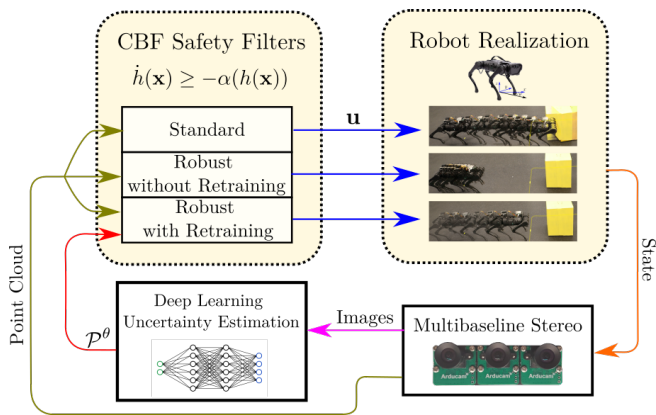 CBF Safety Filters
ḣ(x) ≥ −α(h(x))
Standard
Robust
without Retraining
Robust
with Retraining
u
Robot Realization
Point Cloud
State
𝒫^θ
Deep Learning
Uncertainty Estimation
Images
Multibaseline Stereo
Arducam
Arducam
Arducam